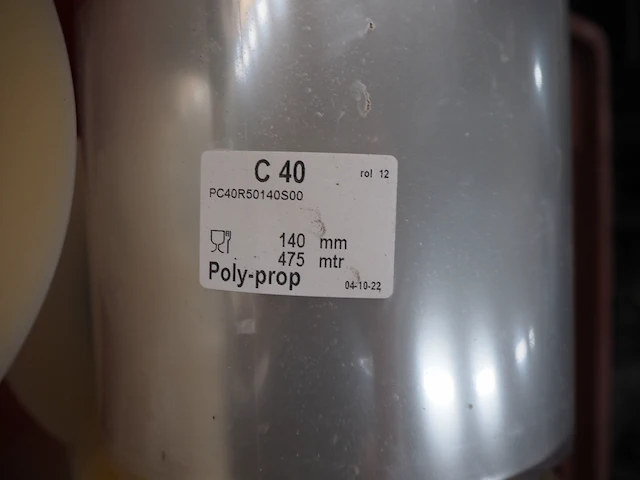 C 40 rol 12
PC40R50140S00
140 mm
475 mtr
Poly-prop 04-10-22